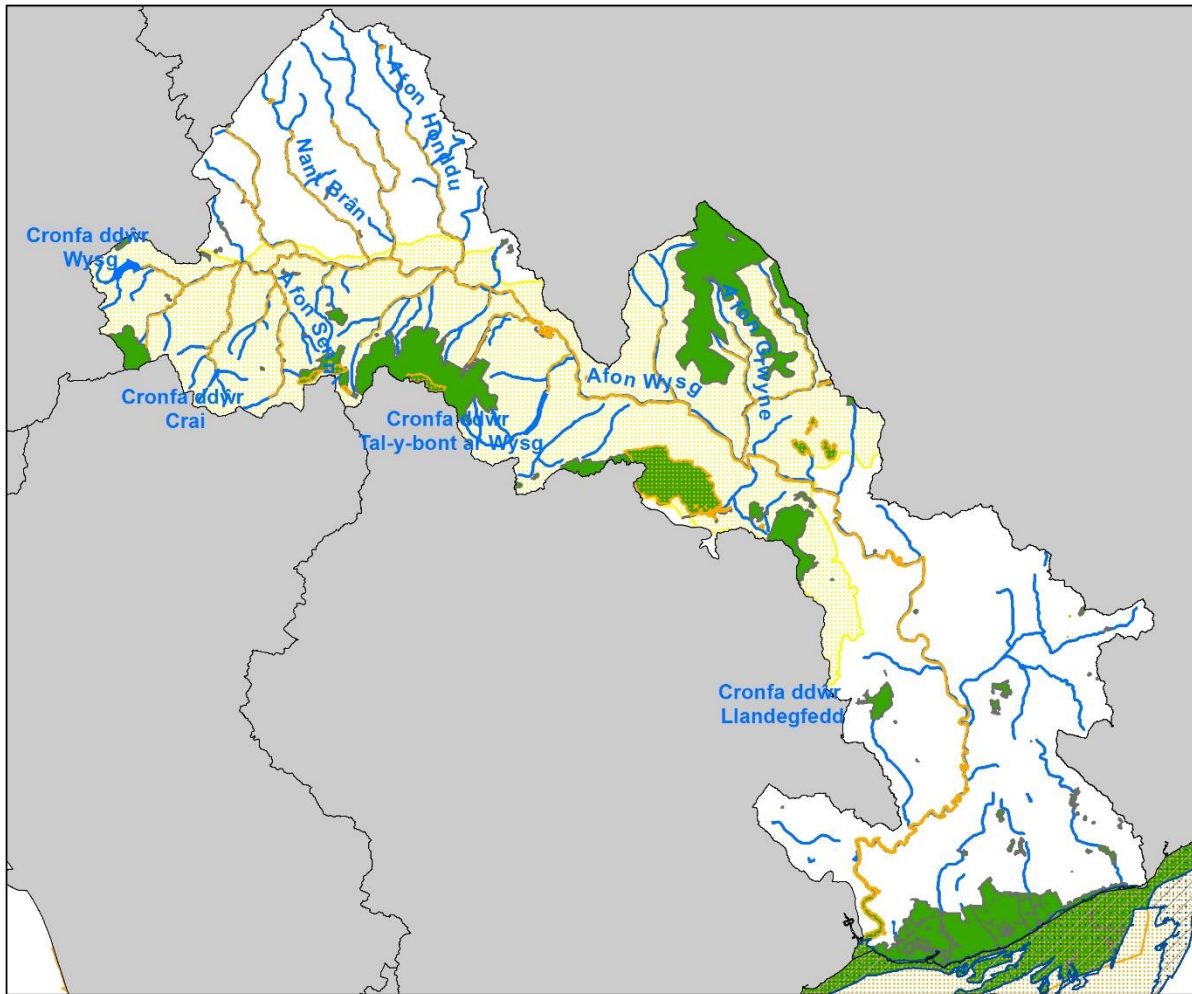 Afon Honddu
Nant Brân
Cronfa ddŵr
Wysg
Afon Senni
Afon Grwyne
Afon Wysg
Cronfa ddŵr
Crai
Cronfa ddŵr
Tal-y-bont ar Wysg
Cronfa ddŵr
Llandegfedd